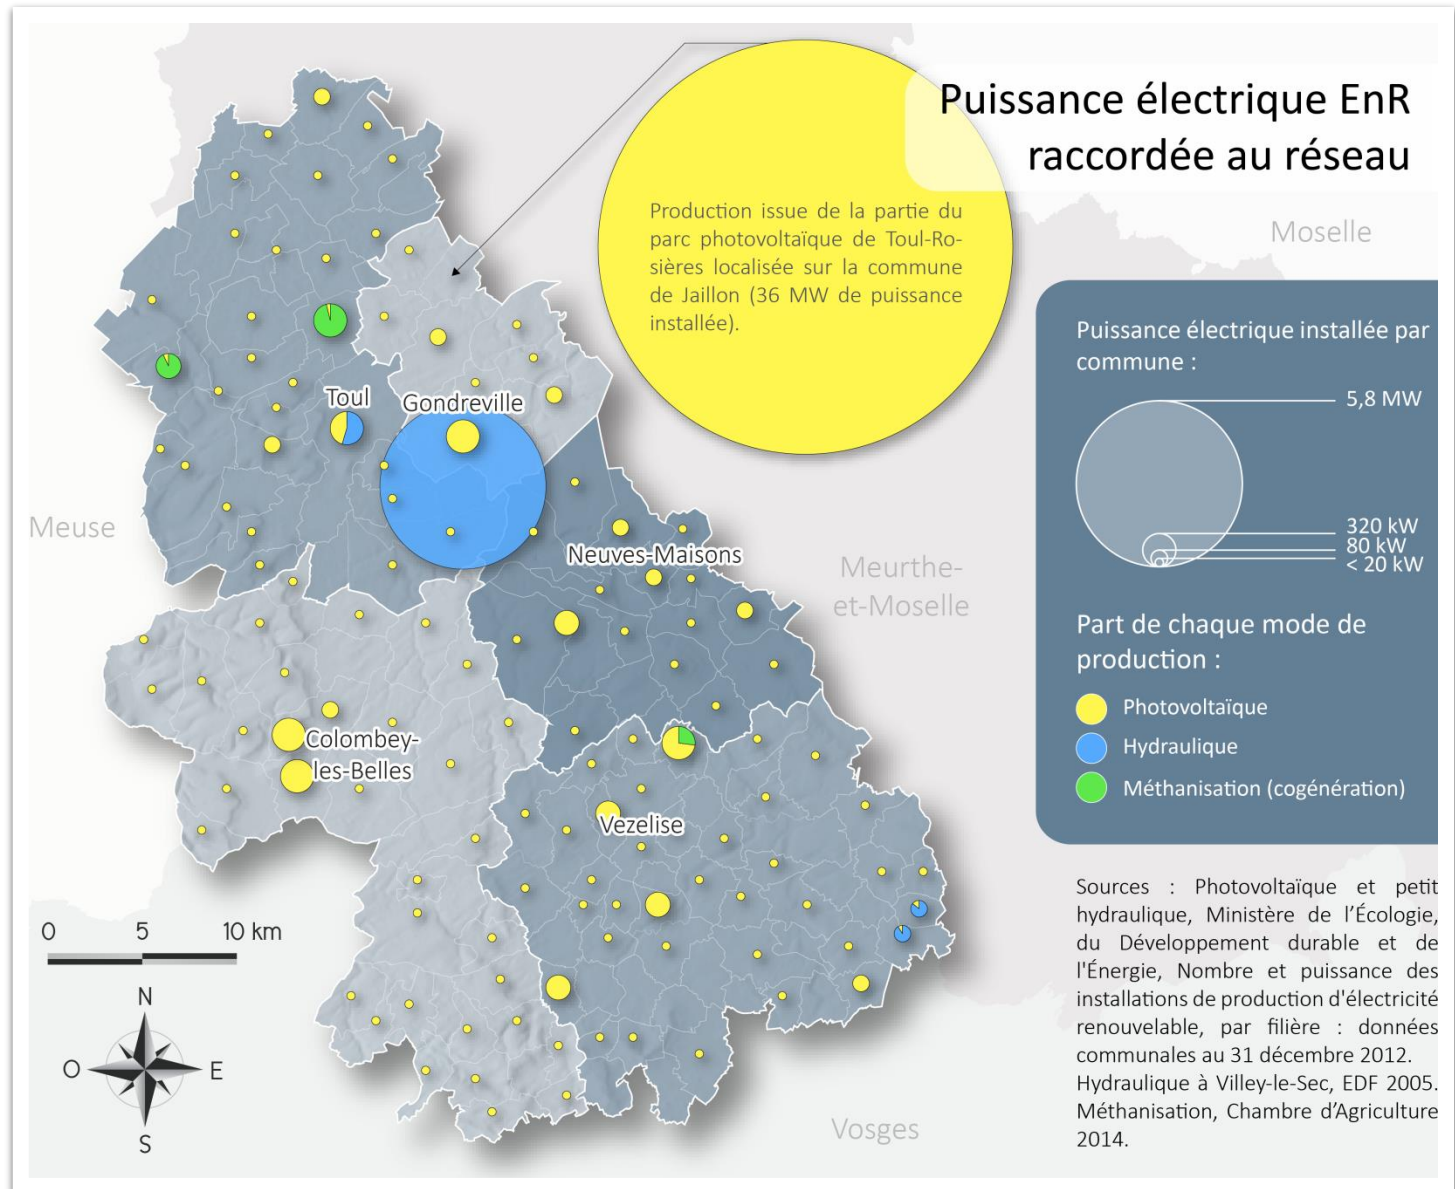 Puissance électrique EnR
raccordée au réseau
Production issue de la partie du
parc photovoltaïque de Toul-Ro-
sières localisée sur la commune
de Jaillon (36 MW de puissance
installée).
Moselle
Puissance électrique installée par
commune :
5,8 MW
320 kW
80 kW
< 20 kW
Part de chaque mode de
production :
Photovoltaïque
Hydraulique
Méthanisation (cogénération)
Toul
Gondreville
Meuse
Neuves-Maisons
Meurthe-
et-Moselle
Colombey-
les-Belles
Vezelise
Vosges
0 5 10 km
N
O
E
S
Sources : Photovoltaïque et petit
hydraulique, Ministère de l'Écologie,
du Développement durable et de
l'Énergie, Nombre et puissance des
installations de production d'électricité
renouvelable, par filière : données
communales au 31 décembre 2012.
Hydraulique à Villey-le-Sec, EDF 2005.
Méthanisation, Chambre d'Agriculture
2014.